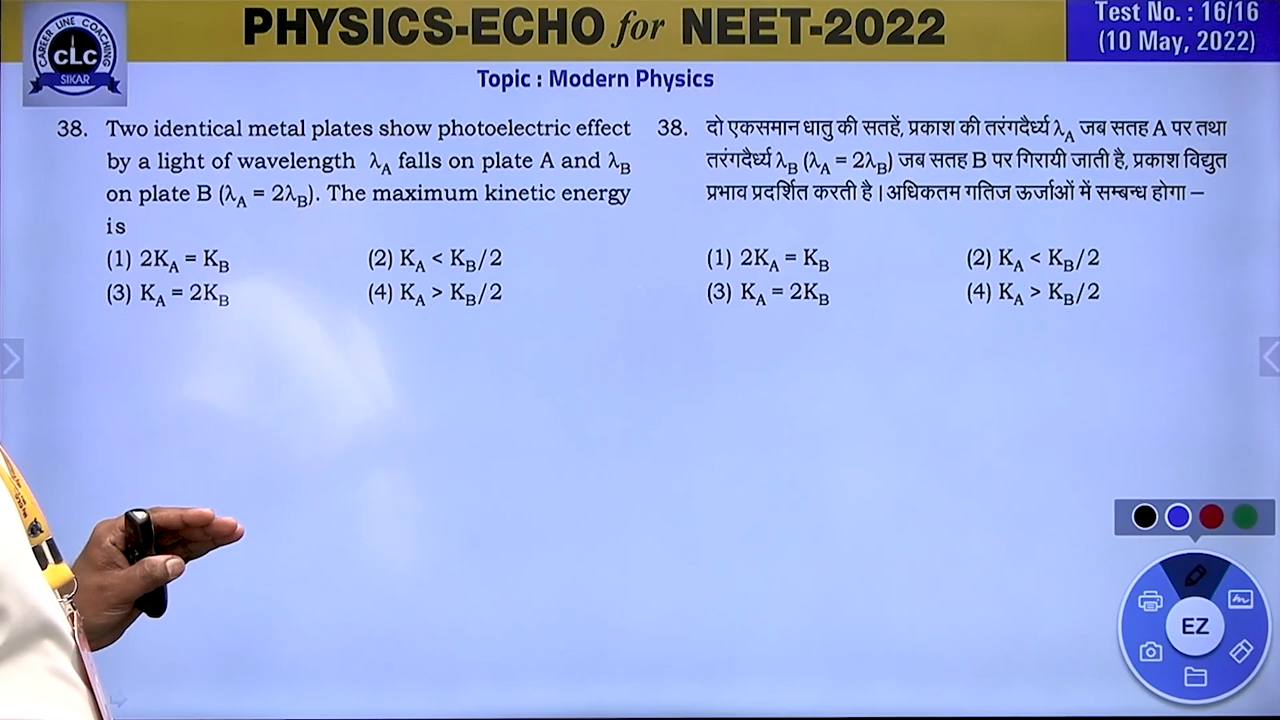 PHYSICS-ECHO for NEET-2022
Test No. : 16/16
(10 May, 2022)
CAREER LINE COACHING
CLC
SIKAR
Topic : Modern Physics
38. Two identical metal plates show photoelectric effect
by a light of wavelength λA falls on plate A and λB
on plate B (λA = 2λB). The maximum kinetic energy
is
(1) 2KA = KB (2) KA < KB/2
(3) KA = 2KB (4) KA > KB/2
38. दो एकसमान धातु की सतहें, प्रकाश की तरंगदैर्ध्य λA जब सतह A पर तथा
तरंगदैर्ध्य λB (λA = 2λB) जब सतह B पर गिरायी जाती है, प्रकाश विद्युत
प्रभाव प्रदर्शित करती है। अधिकतम गतिज ऊर्जाओं में सम्बन्ध होगा –
(1) 2KA = KB (2) KA < KB/2
(3) KA = 2KB (4) KA > KB/2
EZ